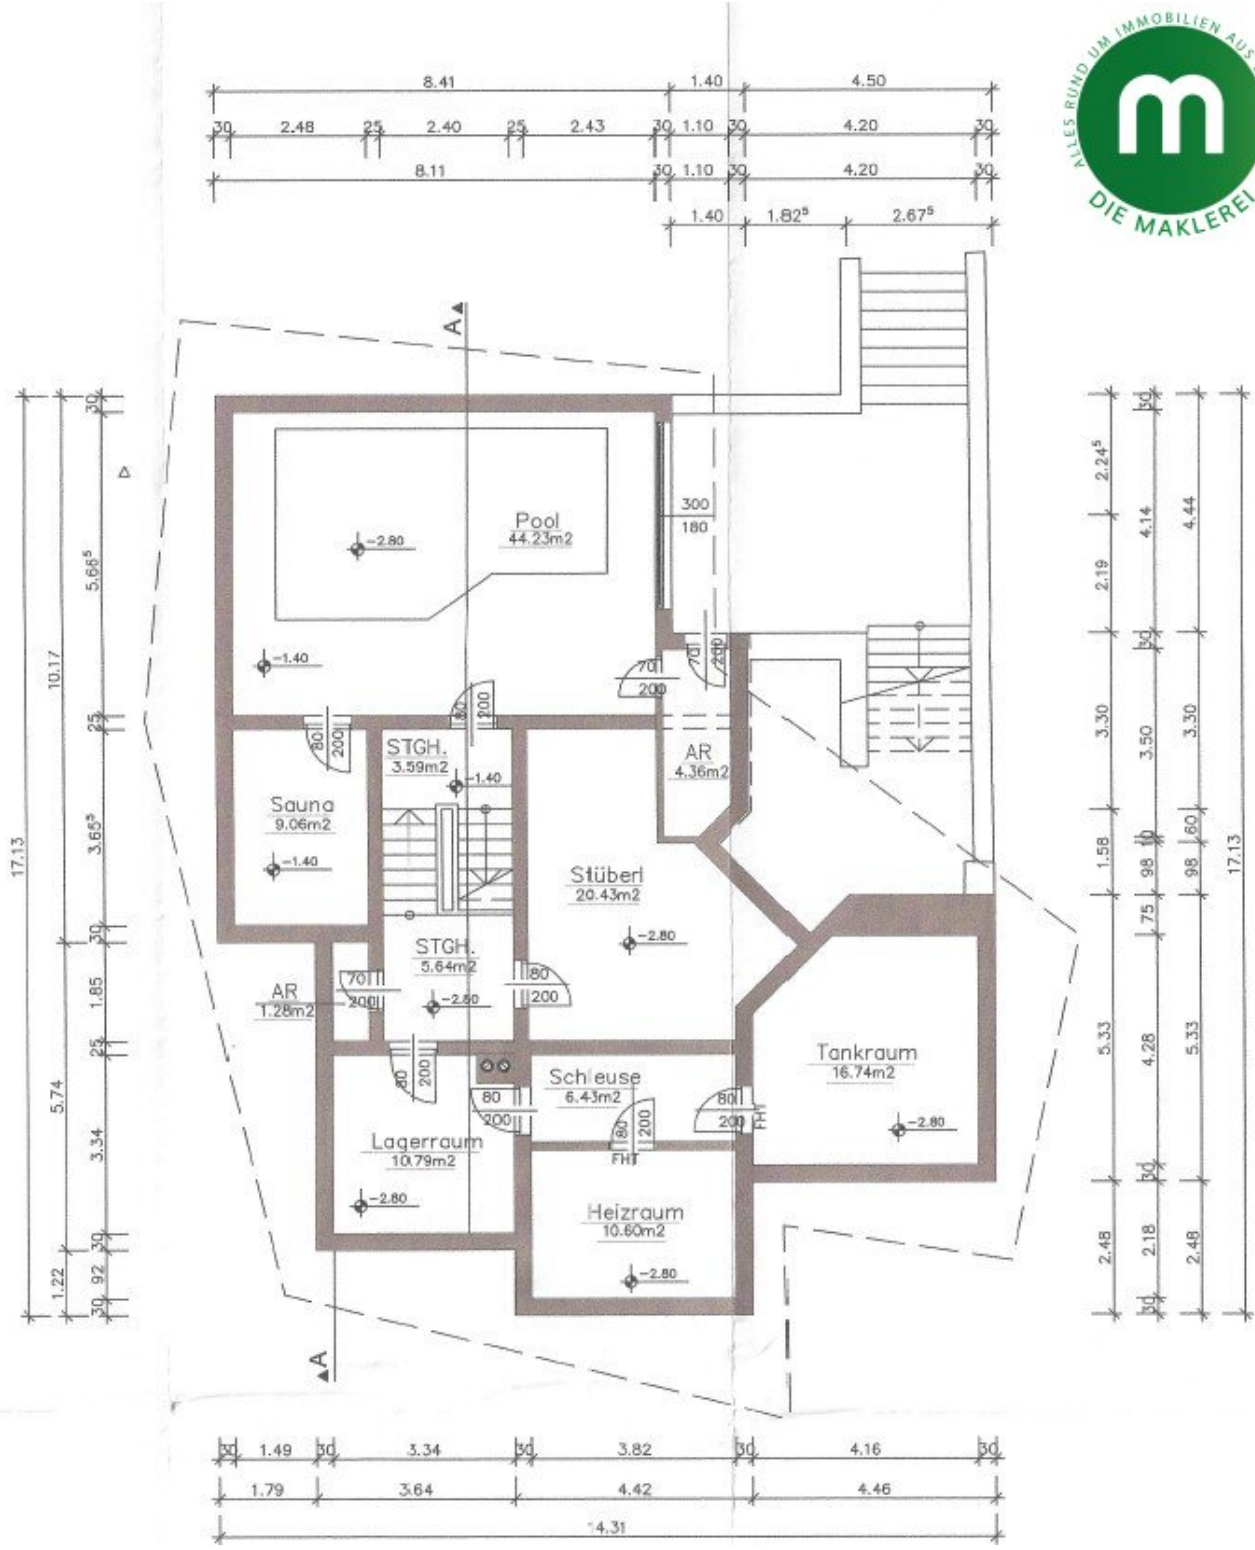 ALLES RUND UM IMMOBILIEN AUS
m
DIE MAKLEREI
8.41 1.40 4.50
30 2.48 25 2.40 25 2.43 30 1.10 30 4.20 30
8.11 30 1.10 30 4.20 30
1.40 1.82⁵ 2.67⁵
A
17.13
10.17
5.74
1.22
30
5.66⁵
25
3.65⁵
30
1.85
25
3.34
30
92
30
Pool
44.23m2
-2.80
-1.40
300
180
70
200
70
200
80
200
80
200
STGH.
3.59m2
-1.40
AR
4.36m2
Sauna
9.06m2
-1.40
Stüberl
20.43m2
-2.80
STGH.
5.64m2
-2.80
80
200
70
200
AR
1.28m2
80
200
Tankraum
16.74m2
-2.80
Schleuse
6.43m2
80
200
80
200
FHT
80
200
FHT
Lagerraum
10.79m2
-2.80
Heizraum
10.60m2
-2.80
A
2.24⁵
2.19
3.30
1.58
5.33
2.48
30
4.14
30
3.50
10
98
75
4.28
30
2.18
30
4.44
3.30
60
98
5.33
2.48
17.13
30 1.49 30 3.34 30 3.82 30 4.16 30
1.79 3.64 4.42 4.46
14.31